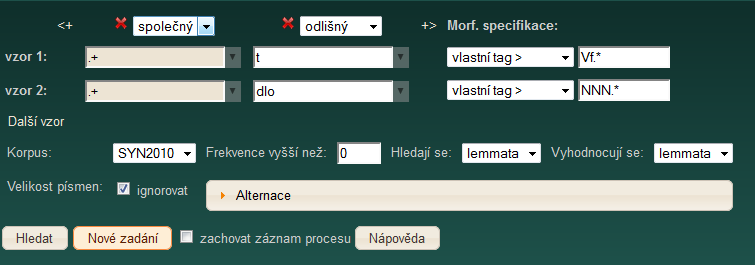 <+ společný odlišný +> Morf. specifikace:
vzor 1: .+ t vlastní tag > Vf.*
vzor 2: .+ dlo vlastní tag > NNN.*
Další vzor
Korpus: SYN2010 Frekvence vyšší než: 0 Hledají se: lemmata Vyhodnocují se: lemmata
Velikost písmen: ignorovat Alternace
Hledat Nové zadání zachovat záznam procesu Nápověda